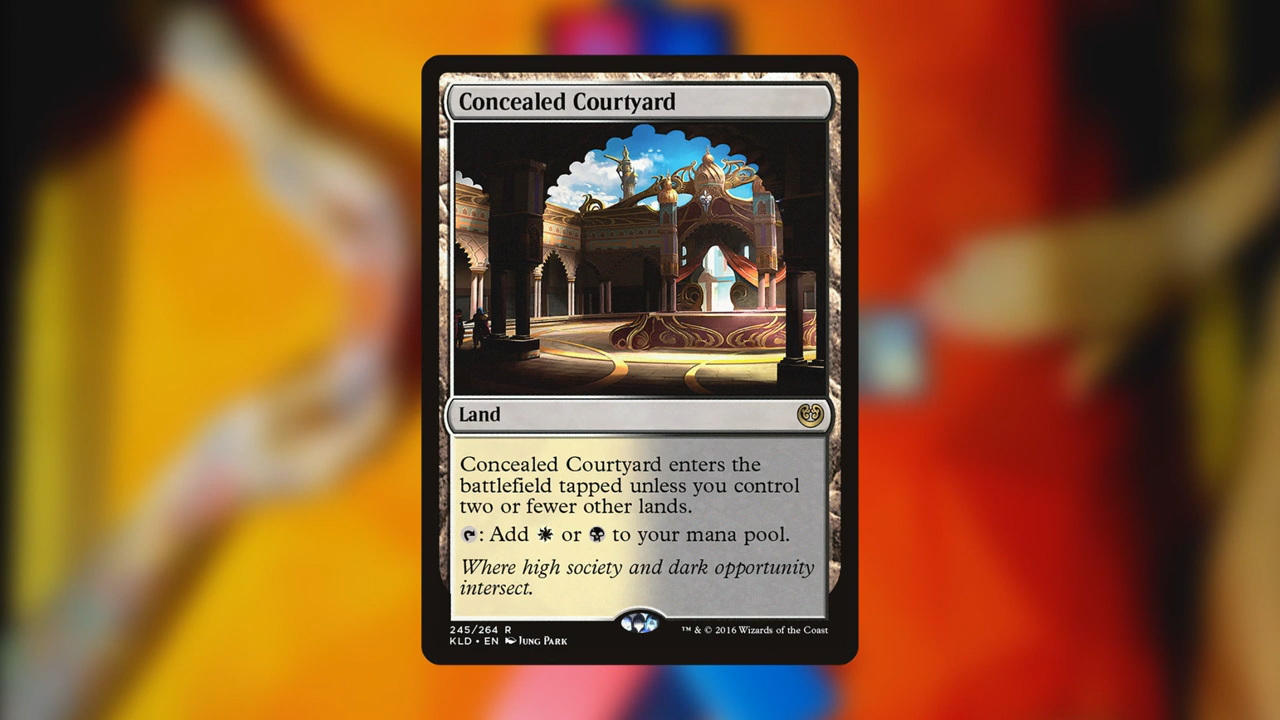 Concealed Courtyard
Land
Concealed Courtyard enters the
battlefield tapped unless you control
two or fewer other lands.
: Add or to your mana pool.
Where high society and dark opportunity
intersect.
245/264 R
KLD • EN Jung Park
™ & © 2016 Wizards of the Coast